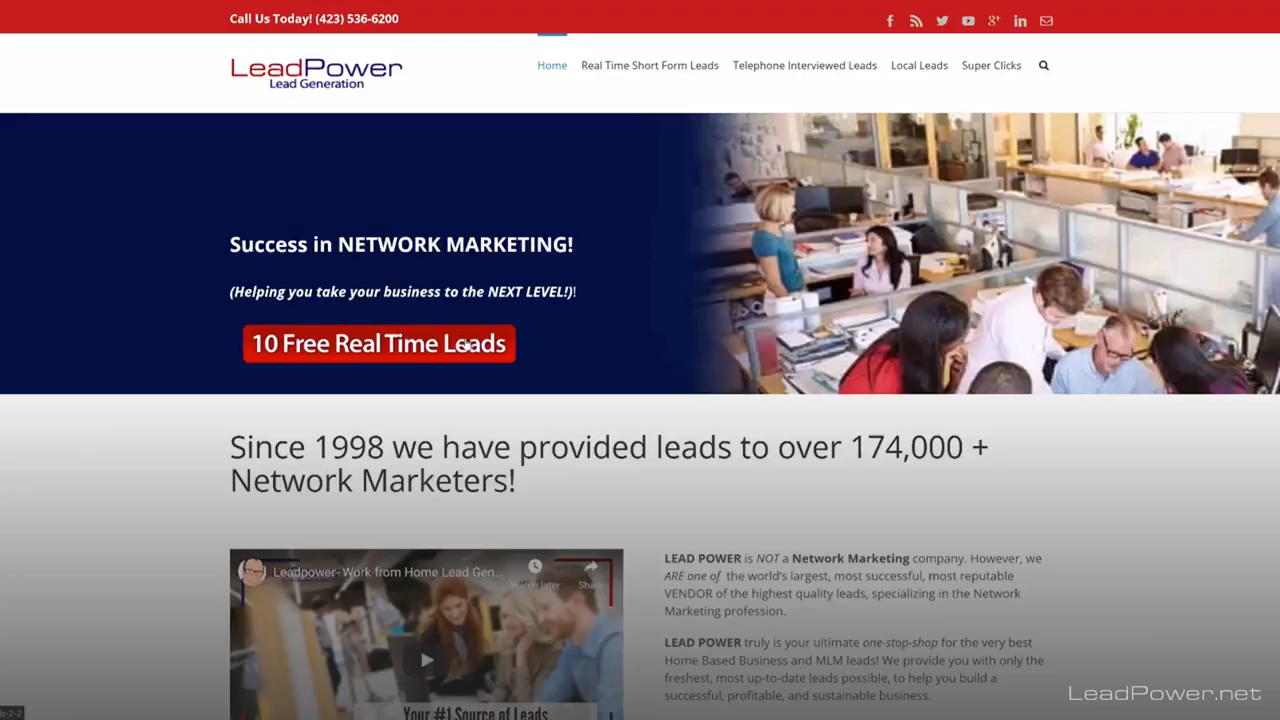 Call Us Today! (423) 536-6200
LeadPower
Lead Generation
Home Real Time Short Form Leads Telephone Interviewed Leads Local Leads Super Clicks
Success in NETWORK MARKETING!
(Helping you take your business to the NEXT LEVEL!)!
10 Free Real Time Leads
Since 1998 we have provided leads to over 174,000 +
Network Marketers!
Leadpower- Work from Home Lead Gen...
Watch later Share
Your #1 Source of Leads
LEAD POWER is NOT a Network Marketing company. However, we
ARE one of the world's largest, most successful, most reputable
VENDOR of the highest quality leads, specializing in the Network
Marketing profession.
LEAD POWER truly is your ultimate one-stop-shop for the very best
Home Based Business and MLM leads! We provide you with only the
freshest, most up-to-date leads possible, to help you build a
successful, profitable, and sustainable business.
LeadPower.net